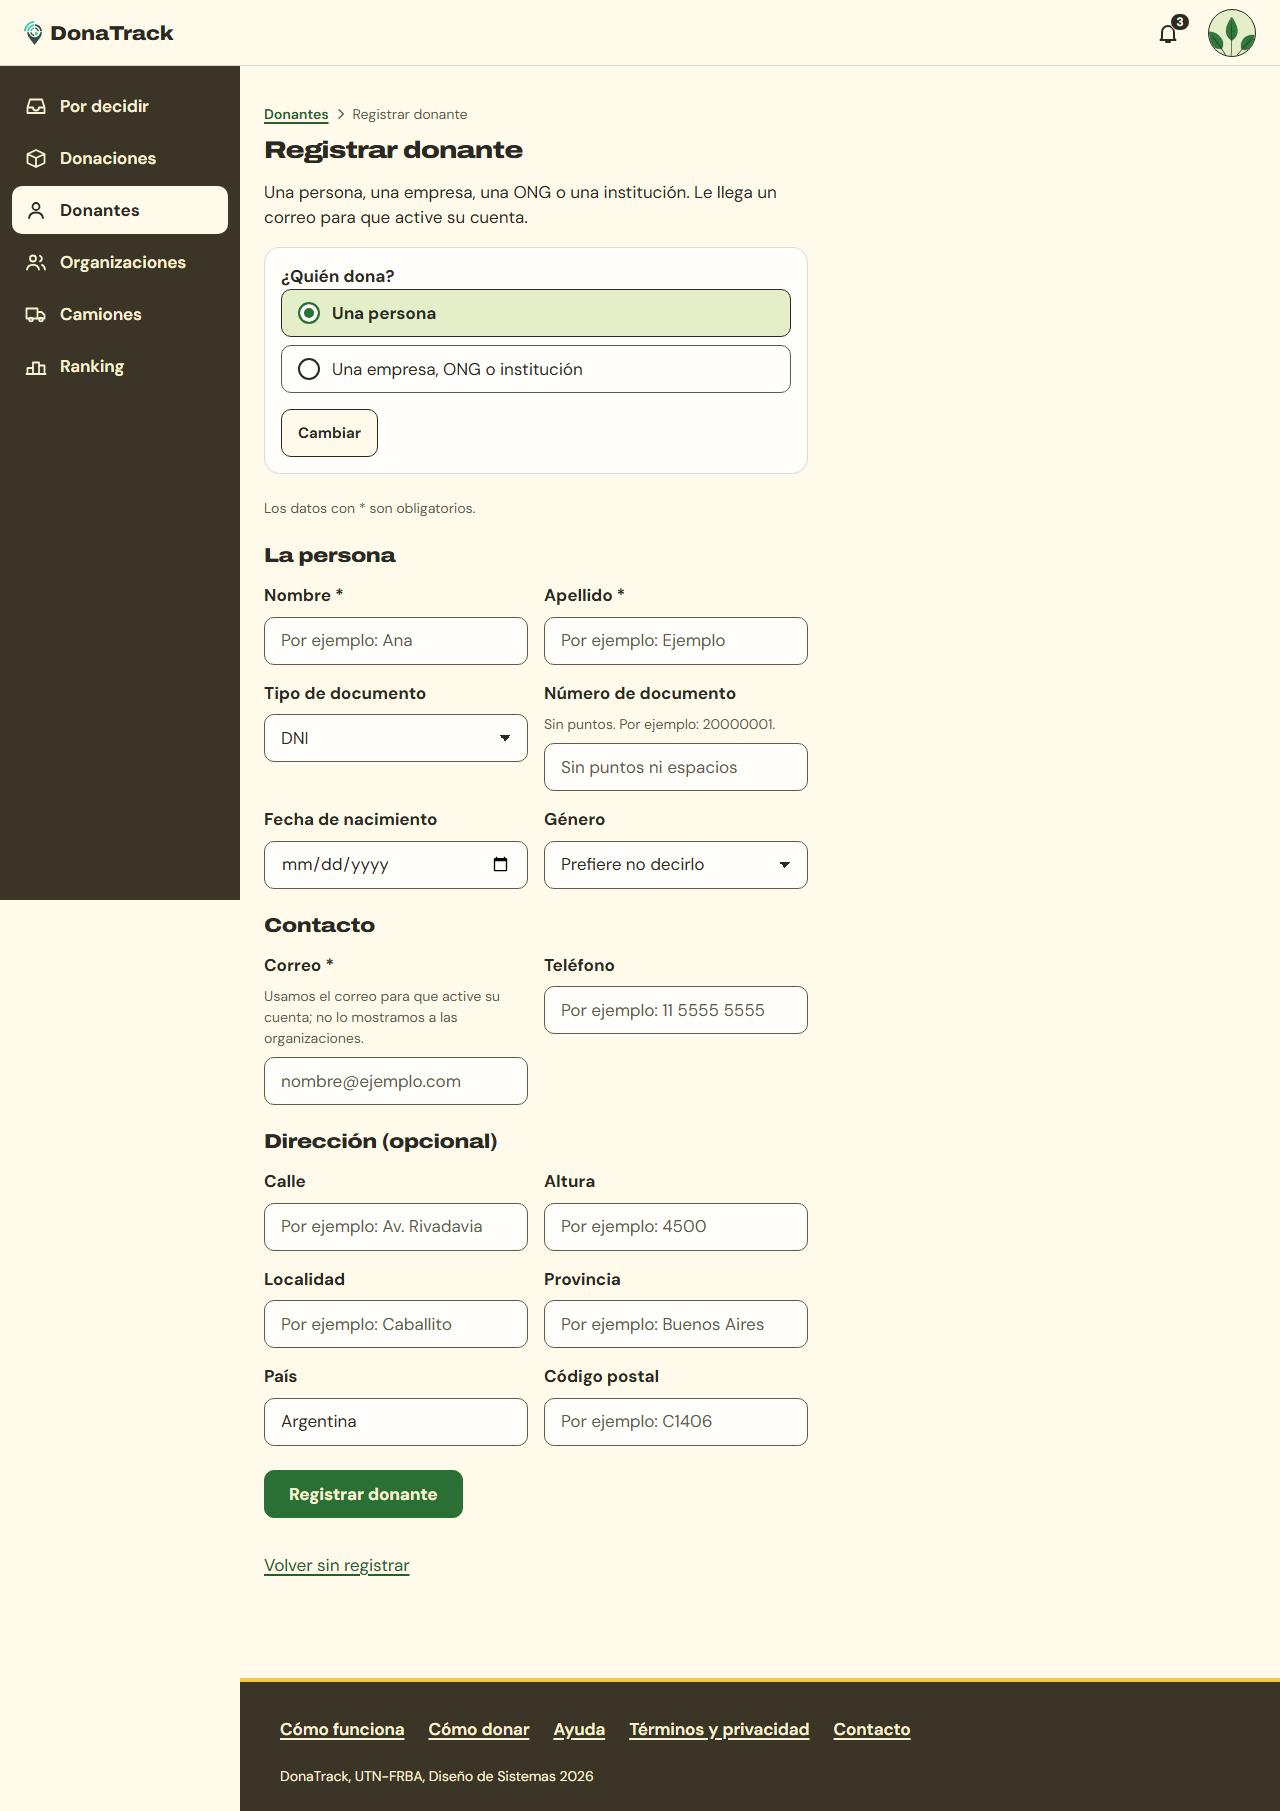 DonaTrack
3
Por decidir
Donaciones
Donantes
Organizaciones
Camiones
Ranking
Donantes > Registrar donante
Registrar donante
Una persona, una empresa, una ONG o una institución. Le llega un
correo para que active su cuenta.
¿Quién dona?
Una persona
Una empresa, ONG o institución
Cambiar
Los datos con * son obligatorios.
La persona
Nombre * Apellido *
Por ejemplo: Ana Por ejemplo: Ejemplo
Tipo de documento Número de documento
Sin puntos. Por ejemplo: 20000001.
DNI Sin puntos ni espacios
Fecha de nacimiento Género
mm/dd/yyyy Prefiere no decirlo
Contacto
Correo * Teléfono
Usamos el correo para que active su
cuenta; no lo mostramos a las
organizaciones.
Por ejemplo: 11 5555 5555
nombre@ejemplo.com
Dirección (opcional)
Calle Altura
Por ejemplo: Av. Rivadavia Por ejemplo: 4500
Localidad Provincia
Por ejemplo: Caballito Por ejemplo: Buenos Aires
País Código postal
Argentina Por ejemplo: C1406
Registrar donante
Volver sin registrar
Cómo funciona Cómo donar Ayuda Términos y privacidad Contacto
DonaTrack, UTN-FRBA, Diseño de Sistemas 2026